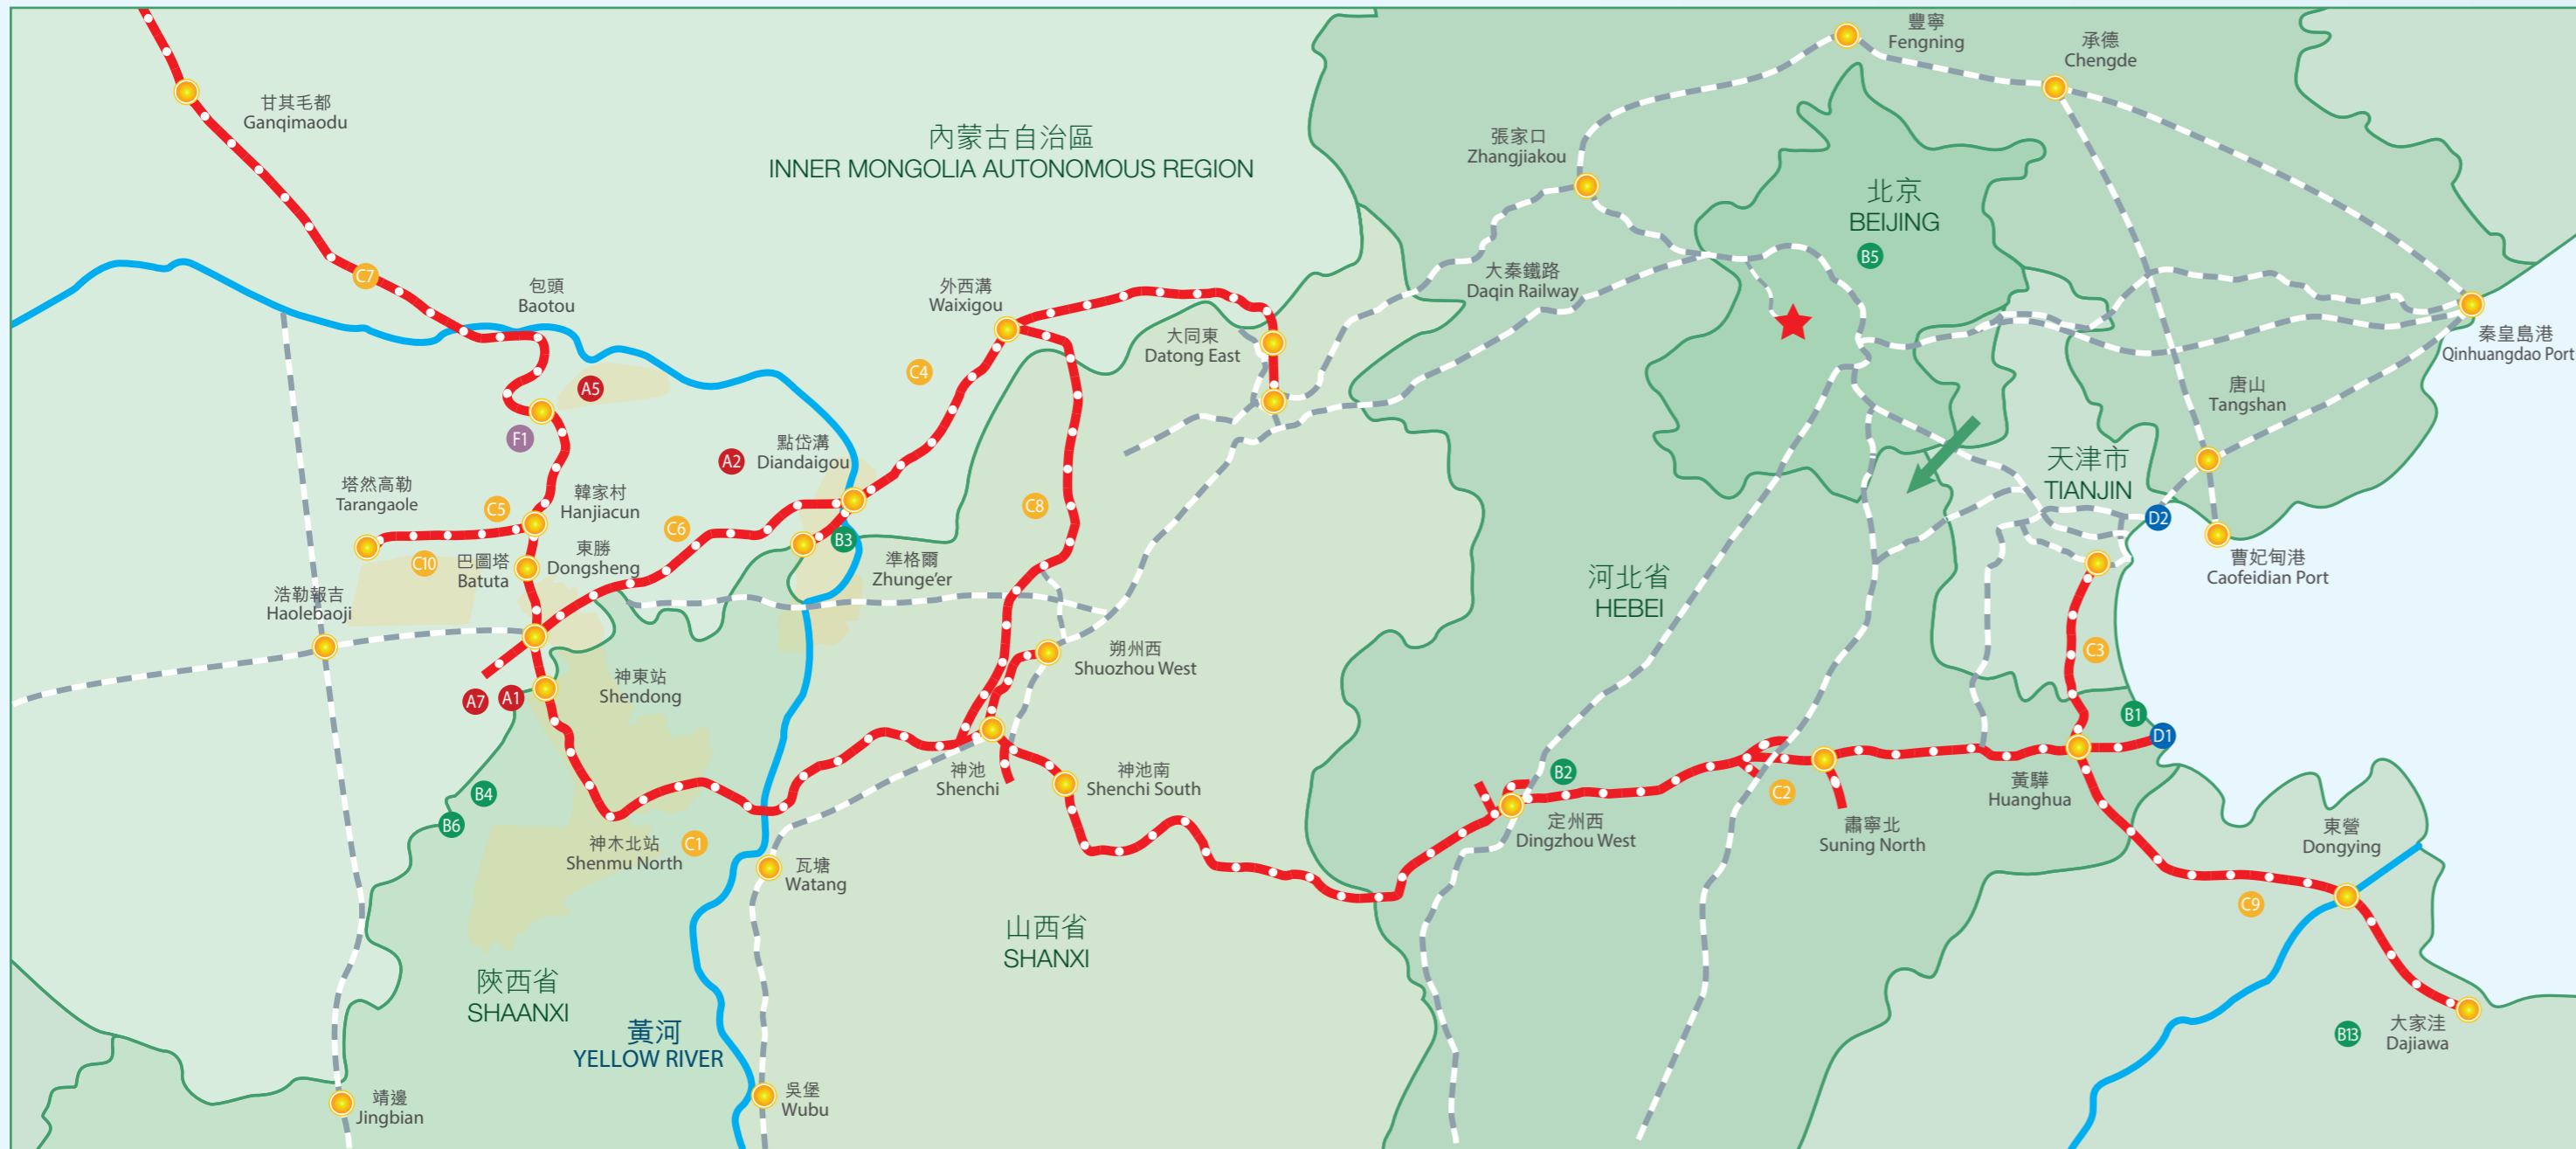 豐寧
Fengning
承德
Chengde
甘其毛都
Ganqimaodu
內蒙古自治區
INNER MONGOLIA AUTONOMOUS REGION
張家口
Zhangjiakou
北京
BEIJING
B5
C7
包頭
Baotou
外西溝
Waixigou
大秦鐵路
Daqin Railway
大同東
Datong East
秦皇島港
Qinhuangdao Port
C4
A5
唐山
Tangshan
F1
A2
點岱溝
Diandaigou
天津市
TIANJIN
塔然高勒
Tarangaole
C5
韓家村
Hanjiacun
C6
C8
D2
B3
東勝
Dongsheng
C10
巴圖塔
Batuta
準格爾
Zhunge'er
曹妃甸港
Caofeidian Port
河北省
HEBEI
浩勒報吉
Haolebaoji
朔州西
Shuozhou West
C3
神東站
Shendong
A7
A1
B1
D1
神池
Shenchi
神池南
Shenchi South
B2
C2
黃驊
Huanghua
B4
B6
神木北站
Shenmu North
C1
定州西
Dingzhou West
肅寧北
Suning North
東營
Dongying
瓦塘
Watang
C9
山西省
SHANXI
陝西省
SHAANXI
黃河
YELLOW RIVER
B13
大家洼
Dajiawa
靖邊
Jingbian
吳堡
Wubu